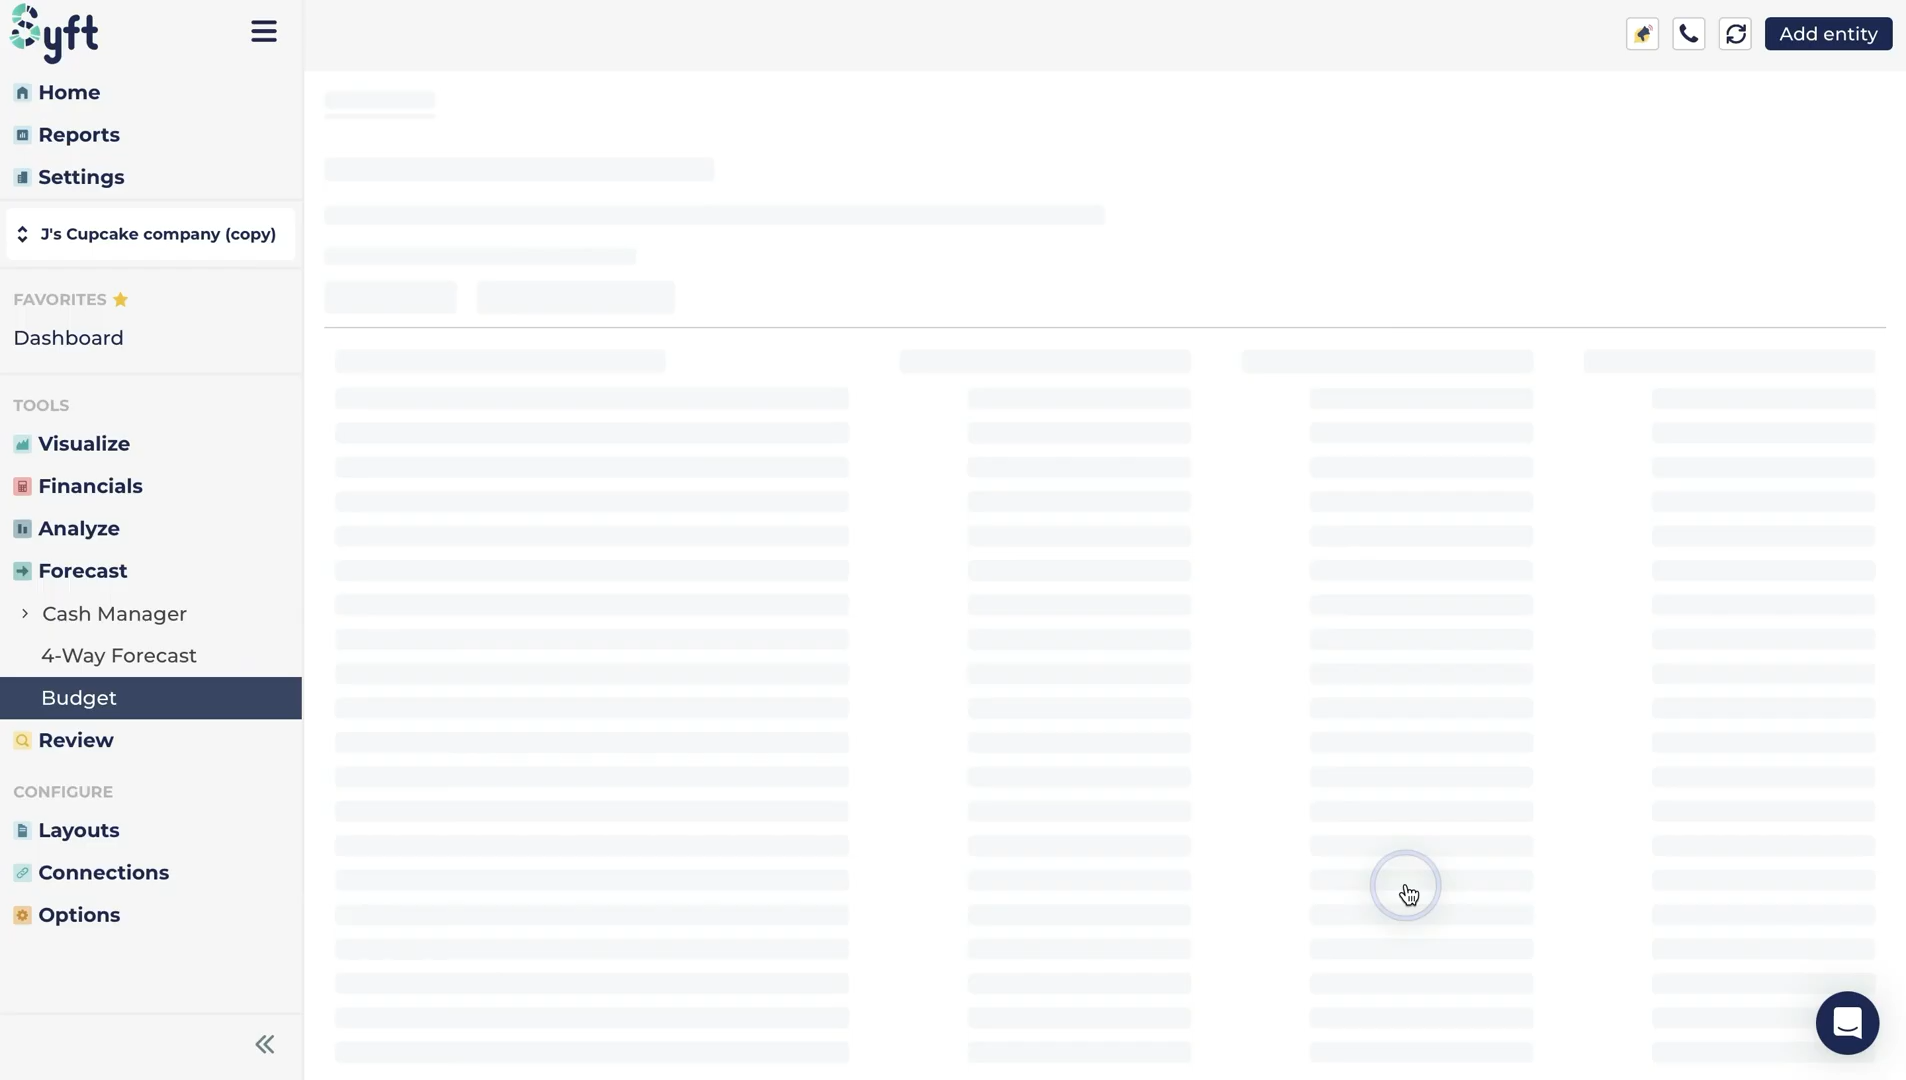 Syft
Add entity
Home
Reports
Settings
J's Cupcake company (copy)
FAVORITES
Dashboard
TOOLS
Visualize
Financials
Analyze
Forecast
Cash Manager
4-Way Forecast
Budget
Review
CONFIGURE
Layouts
Connections
Options